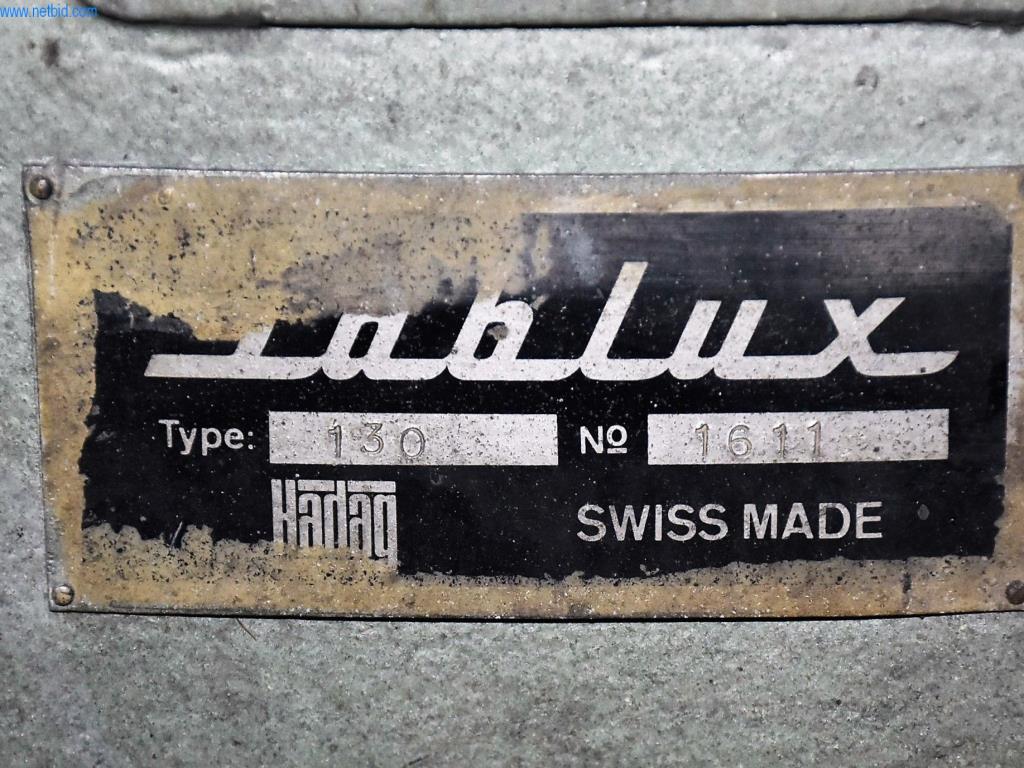 www.netbid.com
Sablux
Type: 130 Nº 1611
Hadag SWISS MADE